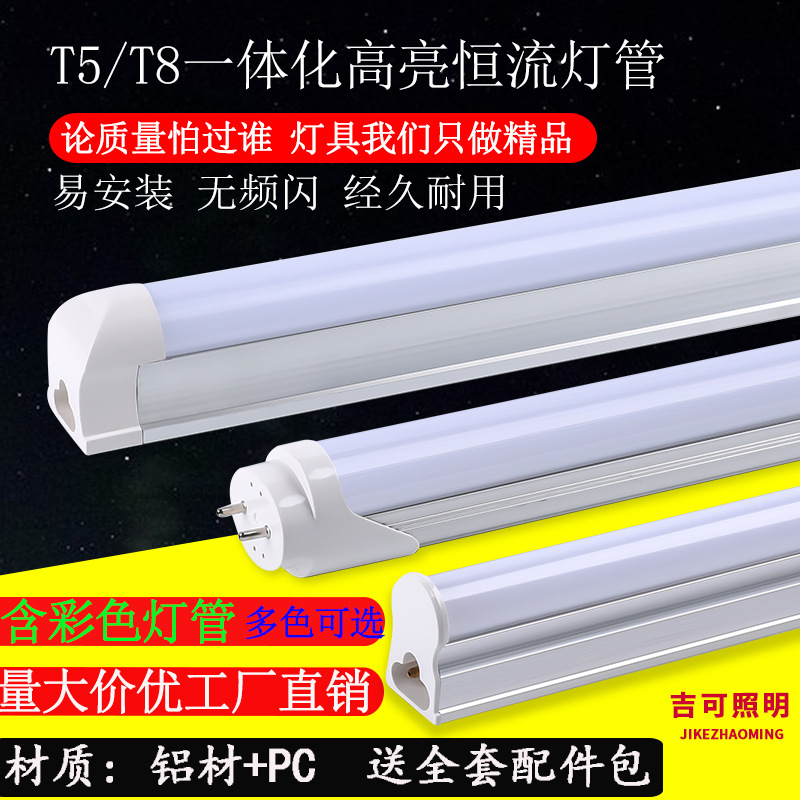 T5/T8一体化高亮恒流灯管
论质量怕过谁 灯具我们只做精品
易安装 无频闪 经久耐用
含彩色灯管 多色可选
量大价优工厂直销
吉可照明
JIKEZHAOMING
材质：铝材+PC 送全套配件包